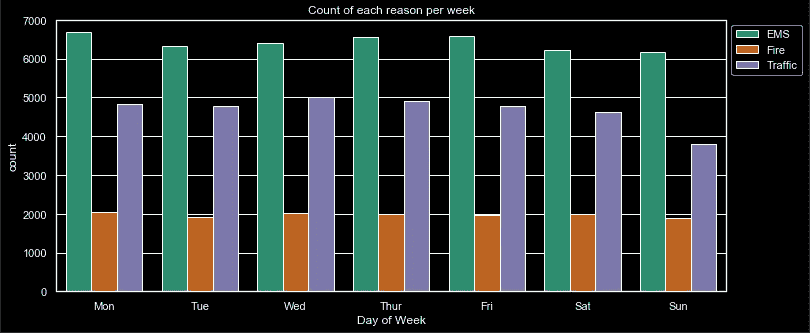 Count of each reason per week
7000
6000
5000
4000
3000
2000
1000
0
count
Mon Tue Wed Thur Fri Sat Sun
Day of Week
EMS
Fire
Traffic